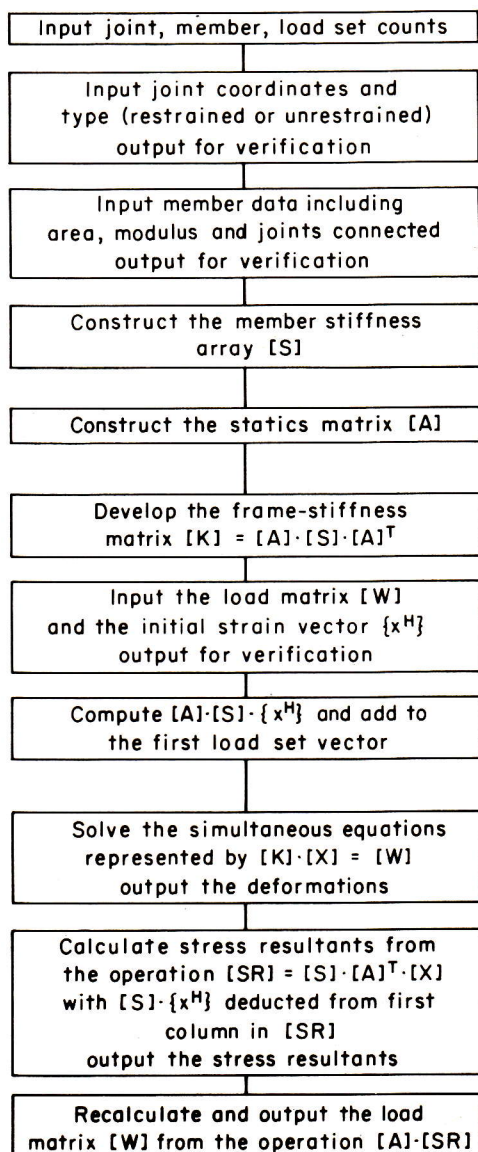 Input joint, member, load set counts
Input joint coordinates and
type (restrained or unrestrained)
output for verification
Input member data including
area, modulus and joints connected
output for verification
Construct the member stiffness
array [S]
Construct the statics matrix [A]
Develop the frame-stiffness
matrix [K] = [A]·[S]·[A]ᵀ
Input the load matrix [W]
and the initial strain vector {xᴴ}
output for verification
Compute [A]·[S]·{xᴴ} and add to
the first load set vector
Solve the simultaneous equations
represented by [K]·[X] = [W]
output the deformations
Calculate stress resultants from
the operation [SR] = [S]·[A]ᵀ·[X]
with [S]·{xᴴ} deducted from first
column in [SR]
output the stress resultants
Recalculate and output the load
matrix [W] from the operation [A]·[SR]